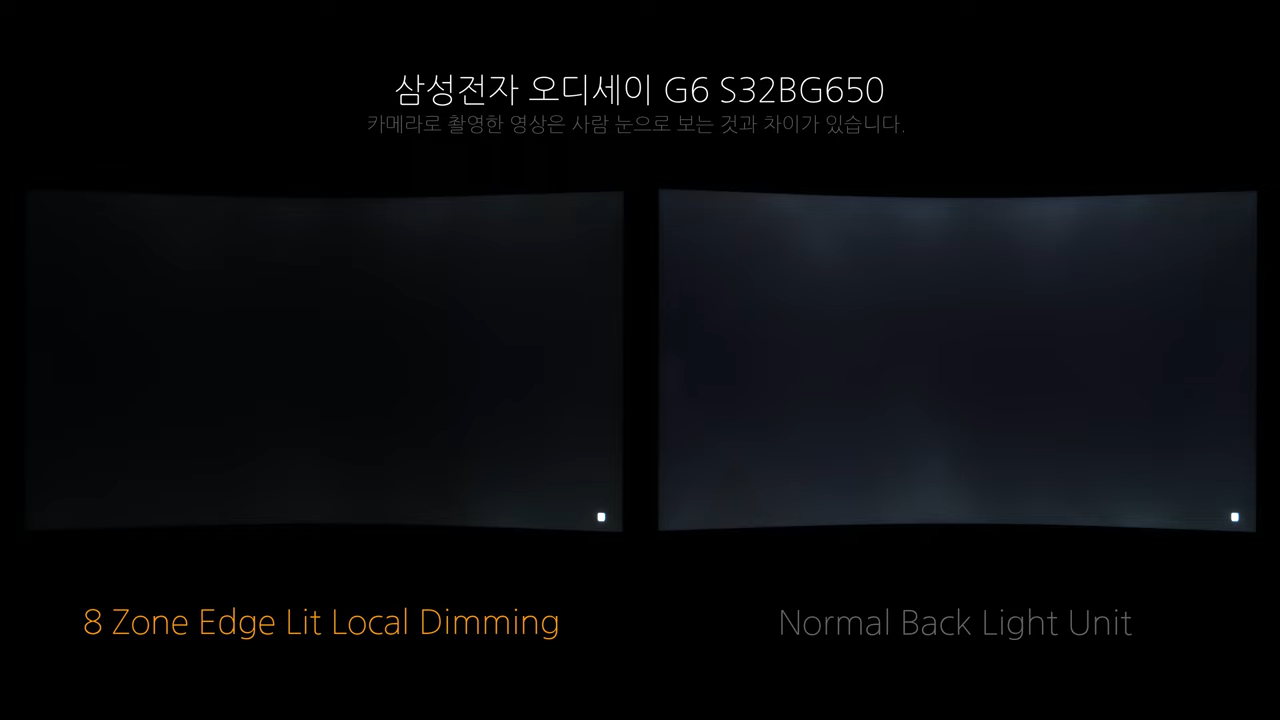 삼성전자 오디세이 G6 S32BG650
카메라로 촬영한 영상은 사람 눈으로 보는 것과 차이가 있습니다.
8 Zone Edge Lit Local Dimming
Normal Back Light Unit